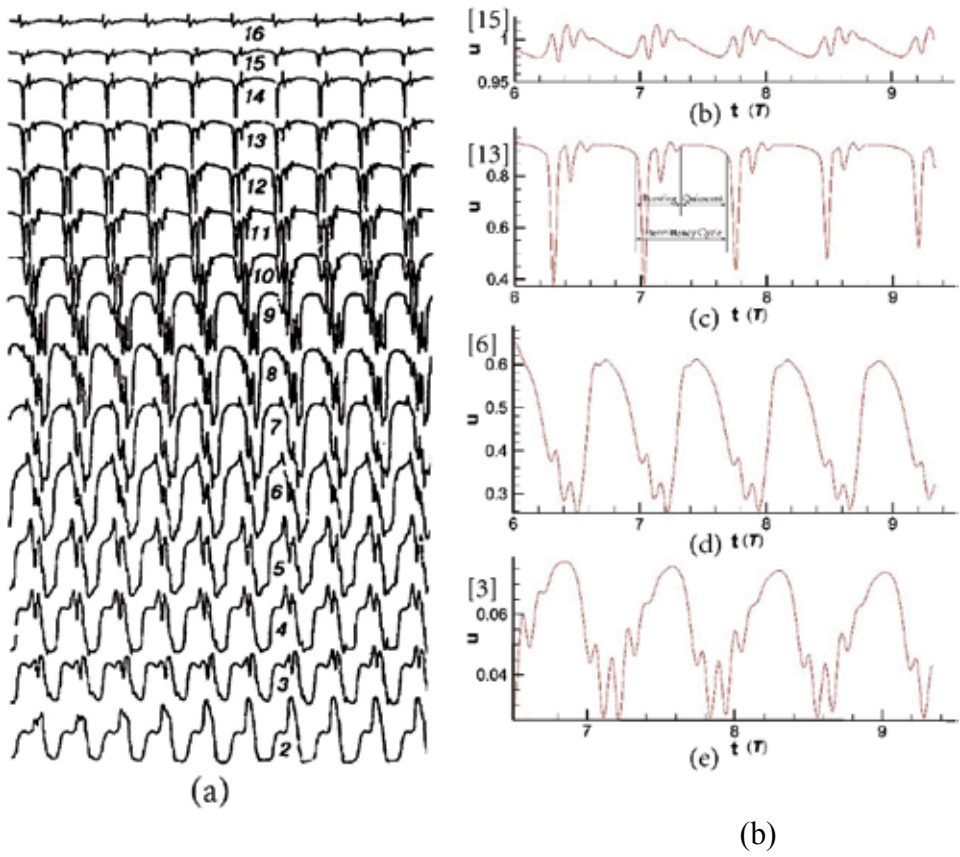 16
15
14
13
12
11
10
9
8
7
6
5
4
3
2
(a)
[15]
u
1
0.95
6 7 8 9
(b) t (T)
[13]
u
0.8
0.6
0.4
Bursting Quiescent
Intermittency Cycle
6 7 8 9
(c) t (T)
[6]
u
0.6
0.5
0.4
0.3
6 7 8 9
(d) t (T)
[3]
u
0.06
0.04
7 8 9
(e) t (T)
(b)